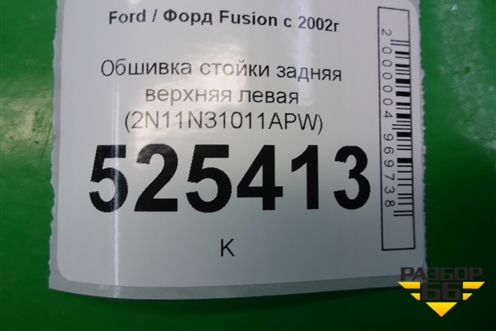 Ford / Форд Fusion с 2002г
Обшивка стойки задняя
верхняя левая
(2N11N31011APW)
525413
К
2000004969738
РАЗБОР
66